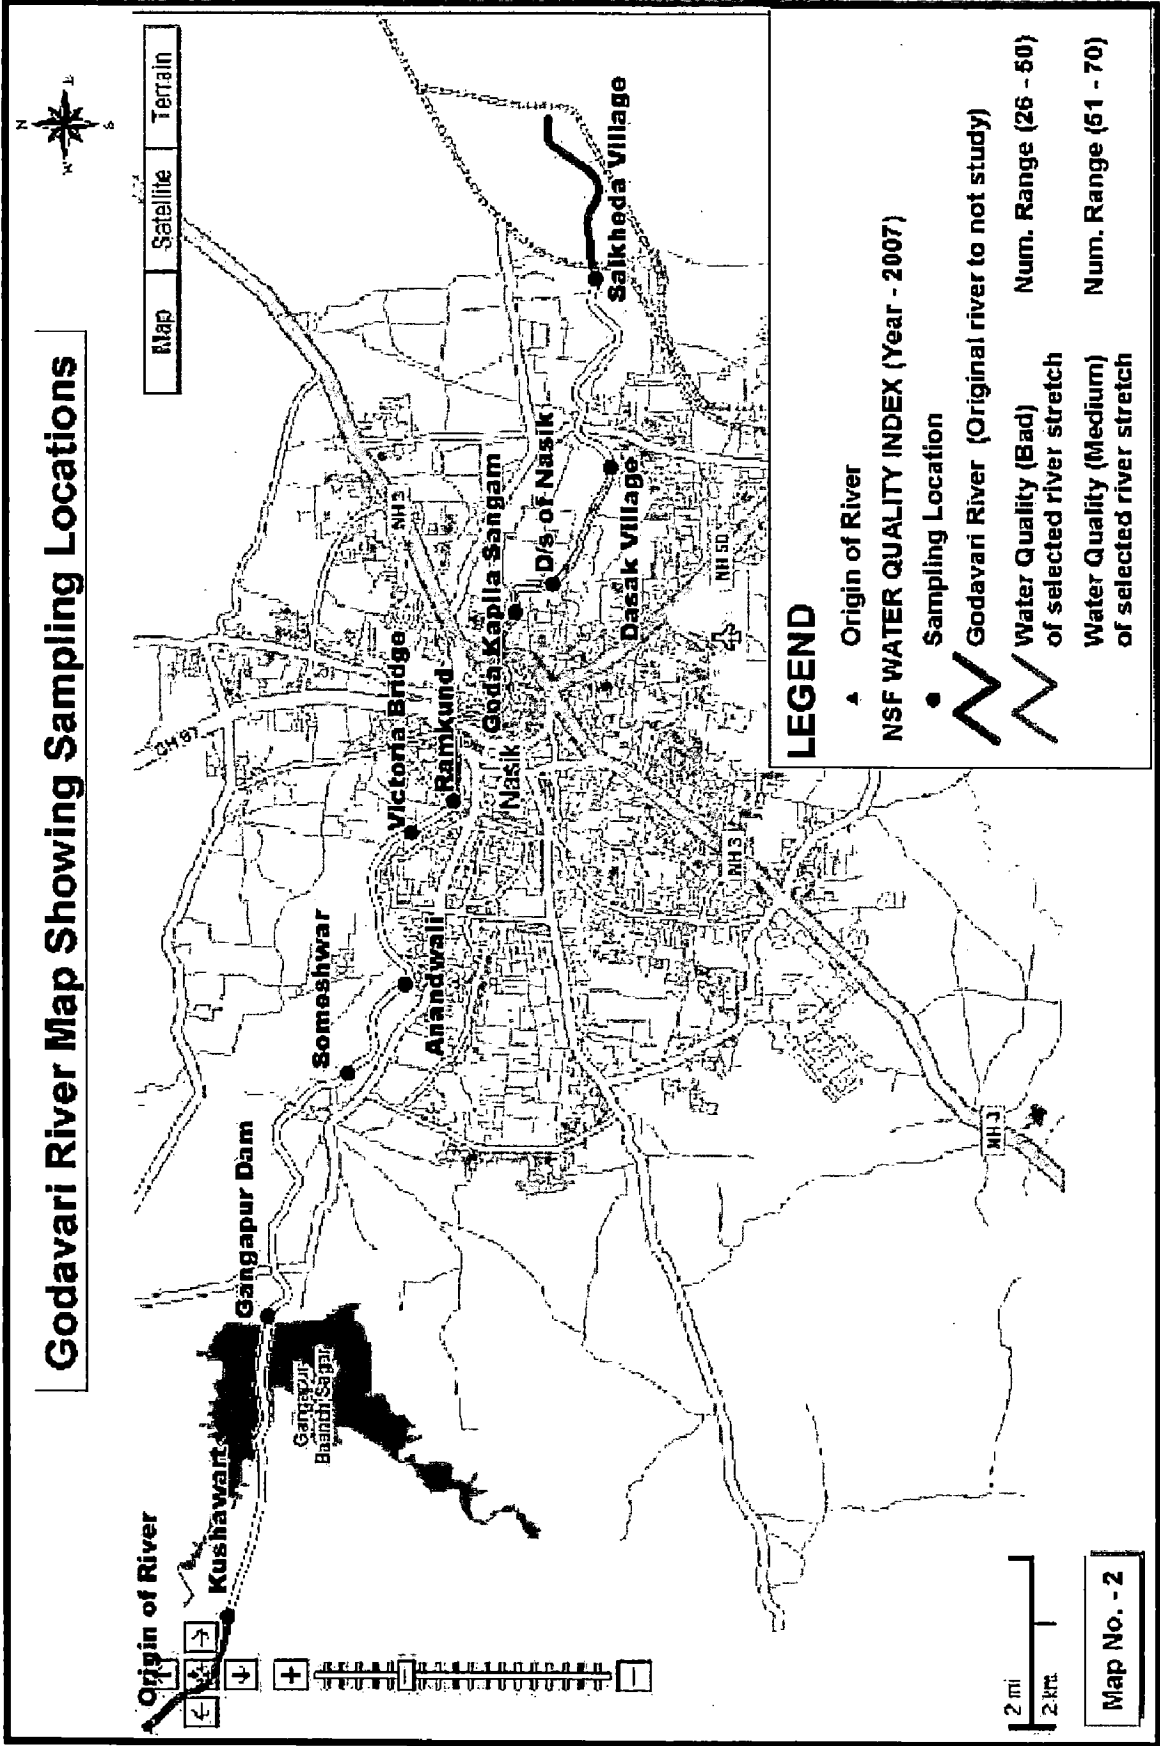 Godavari River Map Showing Sampling Locations
N
W
E
S
Map Satellite Terrain
Origin of River
Kushawart
Gangapur Dam
Gangapur
Baandh Sagar
Someshwar
Anandwali
Victoria Bridge
Ramkund
Nasik
Goda Kapila Sangam
D/s of Nasik
Dasak Village
Saikheda Village
NH3
NH 50
NH 3
NH 3
LEGEND
Origin of River
NSF WATER QUALITY INDEX (Year - 2007)
Sampling Location
Godavari River (Original river to not study)
Water Quality (Bad) Num. Range (26 - 50)
of selected river stretch
Water Quality (Medium) Num. Range (51 - 70)
of selected river stretch
2 mi
2 km
Map No. - 2